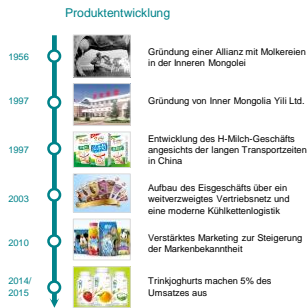 Produktentwicklung
1956
Gründung einer Allianz mit Molkereien
in der Inneren Mongolei
1997
Gründung von Inner Mongolia Yili Ltd.
1997
Entwicklung des H-Milch-Geschäfts
angesichts der langen Transportzeiten
in China
2003
Aufbau des Eisgeschäfts über ein
weitverzweigtes Vertriebsnetz und
eine moderne Kühlkettenlogistik
2010
Verstärktes Marketing zur Steigerung
der Markenbekanntheit
2014/
2015
Trinkjoghurts machen 5% des
Umsatzes aus